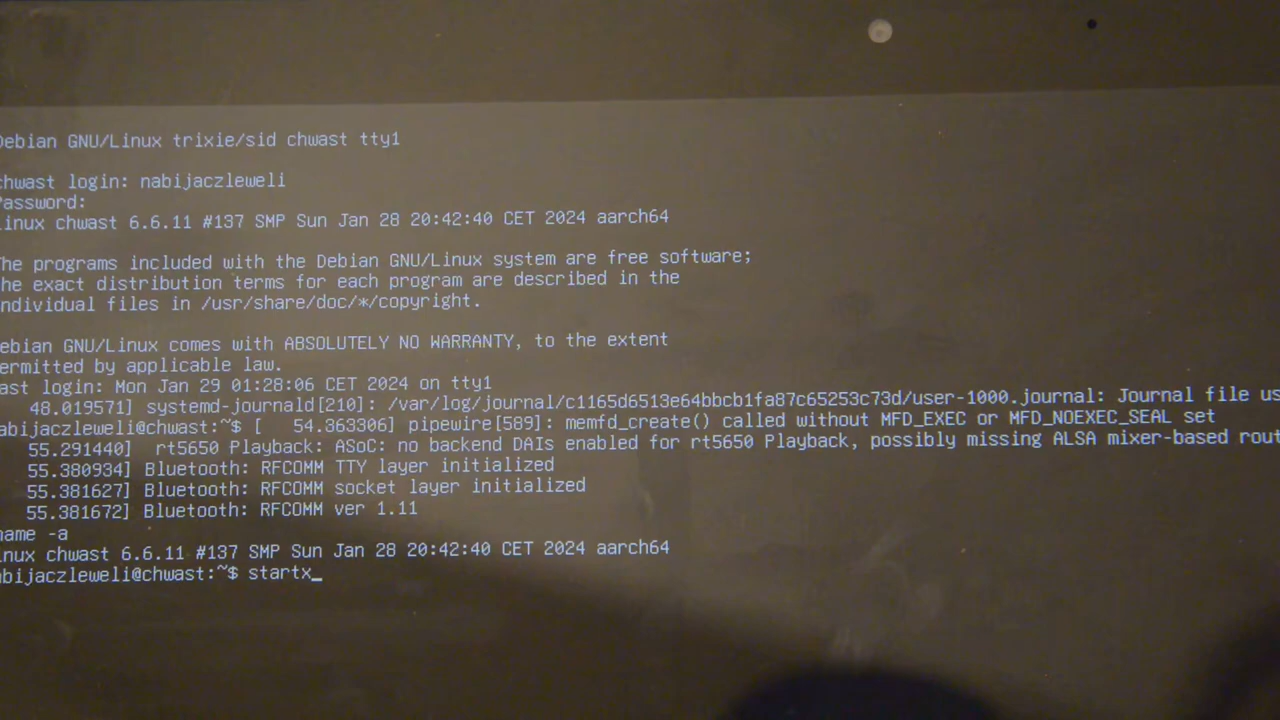 Debian GNU/Linux trixie/sid chwast tty1
chwast login: nabijaczleweli
Password:
Linux chwast 6.6.11 #137 SMP Sun Jan 28 20:42:40 CET 2024 aarch64
The programs included with the Debian GNU/Linux system are free software;
the exact distribution terms for each program are described in the
individual files in /usr/share/doc/*/copyright.
ebian GNU/Linux comes with ABSOLUTELY NO WARRANTY, to the extent
ermitted by applicable law.
ast login: Mon Jan 29 01:28:06 CET 2024 on tty1
48.019571] systemd-journald[210]: /var/log/journal/c1165d6513e64bbcb1fa87c65253c73d/user-1000.journal: Journal file us
abijaczleweli@chwast:~$ [   54.363306] pipewire[589]: memfd_create() called without MFD_EXEC or MFD_NOEXEC_SEAL set
55.291440]  rt5650 Playback: ASoC: no backend DAIs enabled for rt5650 Playback, possibly missing ALSA mixer-based rout
55.380934] Bluetooth: RFCOMM TTY layer initialized
55.381627] Bluetooth: RFCOMM socket layer initialized
55.381672] Bluetooth: RFCOMM ver 1.11
name -a
inux chwast 6.6.11 #137 SMP Sun Jan 28 20:42:40 CET 2024 aarch64
abijaczleweli@chwast:~$ startx_